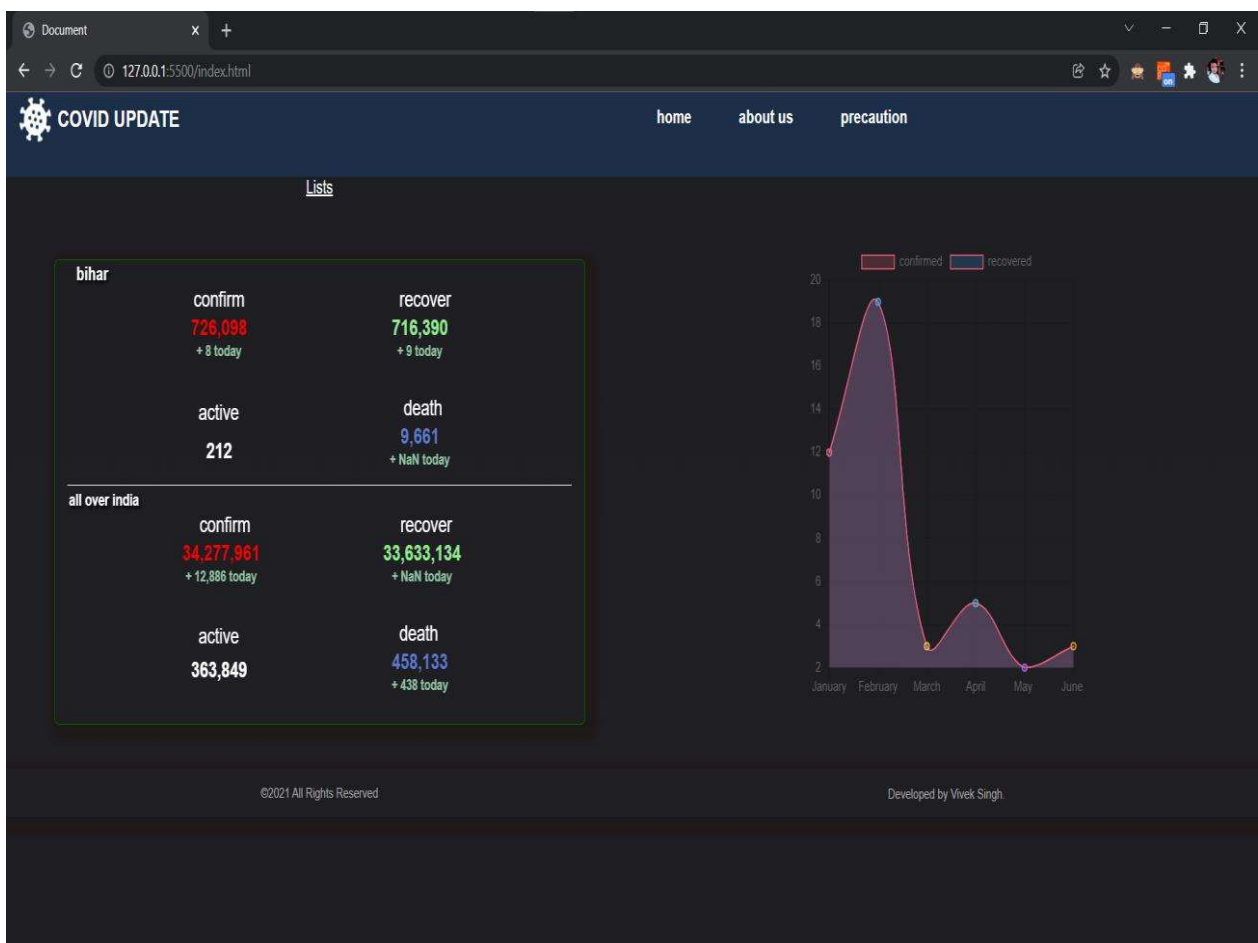 Document
127.0.0.1:5500/index.html
on
COVID UPDATE
home about us precaution
Lists
bihar
confirm recover
726,098 716,390
+ 8 today + 9 today
active death
212 9,661
+ NaN today
all over india
confirm recover
34,277,961 33,633,134
+ 12,886 today + NaN today
active death
363,849 458,133
+ 438 today
confirmed recovered
20
18
16
14
12
10
8
6
4
2
January February March April May June
©2021 All Rights Reserved Developed by Vivek Singh.